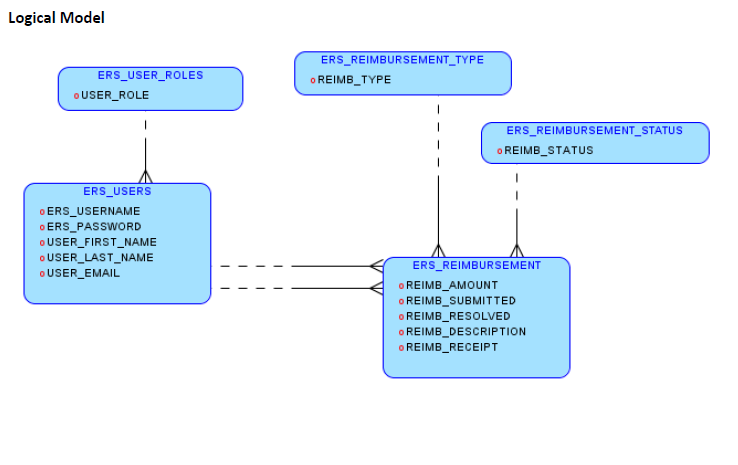 Logical Model
ERS_USER_ROLES
o USER_ROLE
ERS_REIMBURSEMENT_TYPE
o REIMB_TYPE
ERS_REIMBURSEMENT_STATUS
o REIMB_STATUS
ERS_USERS
o ERS_USERNAME
o ERS_PASSWORD
o USER_FIRST_NAME
o USER_LAST_NAME
o USER_EMAIL
ERS_REIMBURSEMENT
o REIMB_AMOUNT
o REIMB_SUBMITTED
o REIMB_RESOLVED
o REIMB_DESCRIPTION
o REIMB_RECEIPT